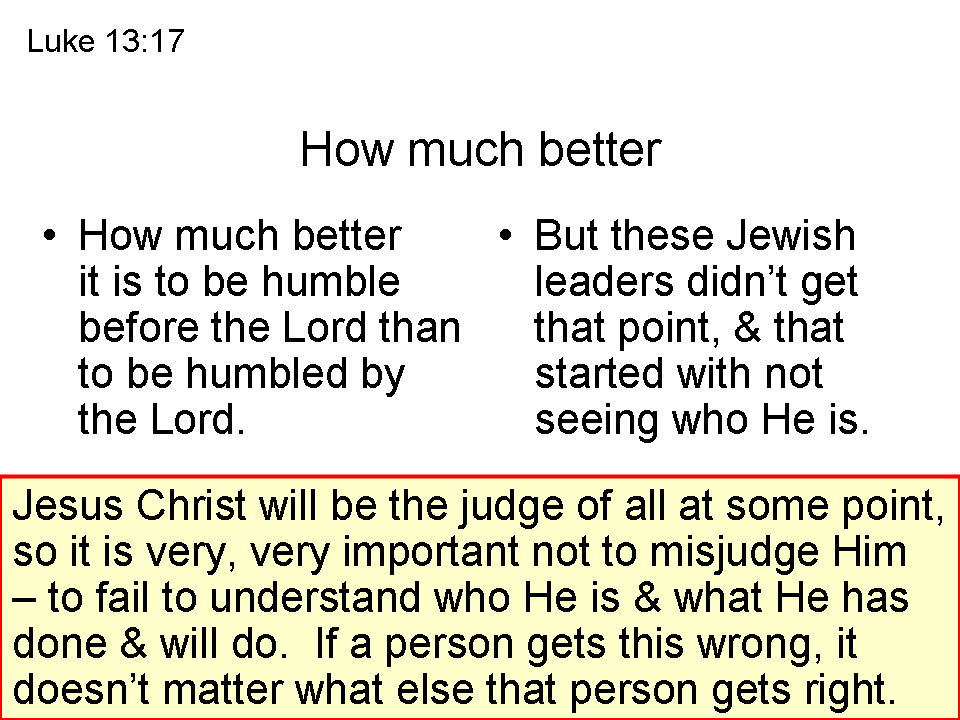 Luke 13:17
How much better
• How much better
it is to be humble
before the Lord than
to be humbled by
the Lord.
• But these Jewish
leaders didn’t get
that point, & that
started with not
seeing who He is.
Jesus Christ will be the judge of all at some point,
so it is very, very important not to misjudge Him
– to fail to understand who He is & what He has
done & will do.  If a person gets this wrong, it
doesn’t matter what else that person gets right.